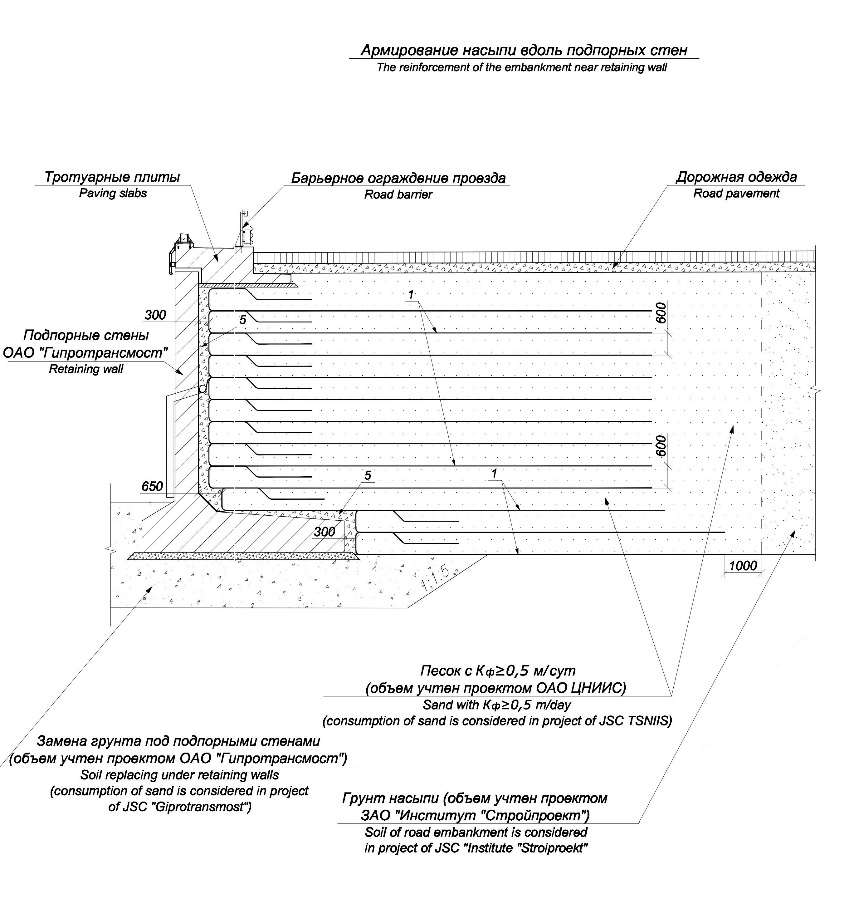 Армирование насыпи вдоль подпорных стен
The reinforcement of the embankment near retaining wall
Тротуарные плиты
Paving slabs
Барьерное ограждение проезда
Road barrier
Дорожная одежда
Road pavement
1
300
5
600
Подпорные стены
ОАО "Гипротрансмост"
Retaining wall
600
650
5
1
300
1:1.5
1000
Песок с Кф≥0,5 м/сут
(объем учтен проектом ОАО ЦНИИС)
Sand with Кф≥0,5 m/day
(consumption of sand is considered in project of JSC TSNIIS)
Замена грунта под подпорными стенами
(объем учтен проектом ОАО "Гипротрансмост")
Soil replacing under retaining walls
(consumption of sand is considered in project
of JSC "Giprotransmost")
Грунт насыпи (объем учтен проектом
ЗАО "Институт "Стройпроект")
Soil of road embankment is considered
in project of JSC "Institute "Stroiproekt"